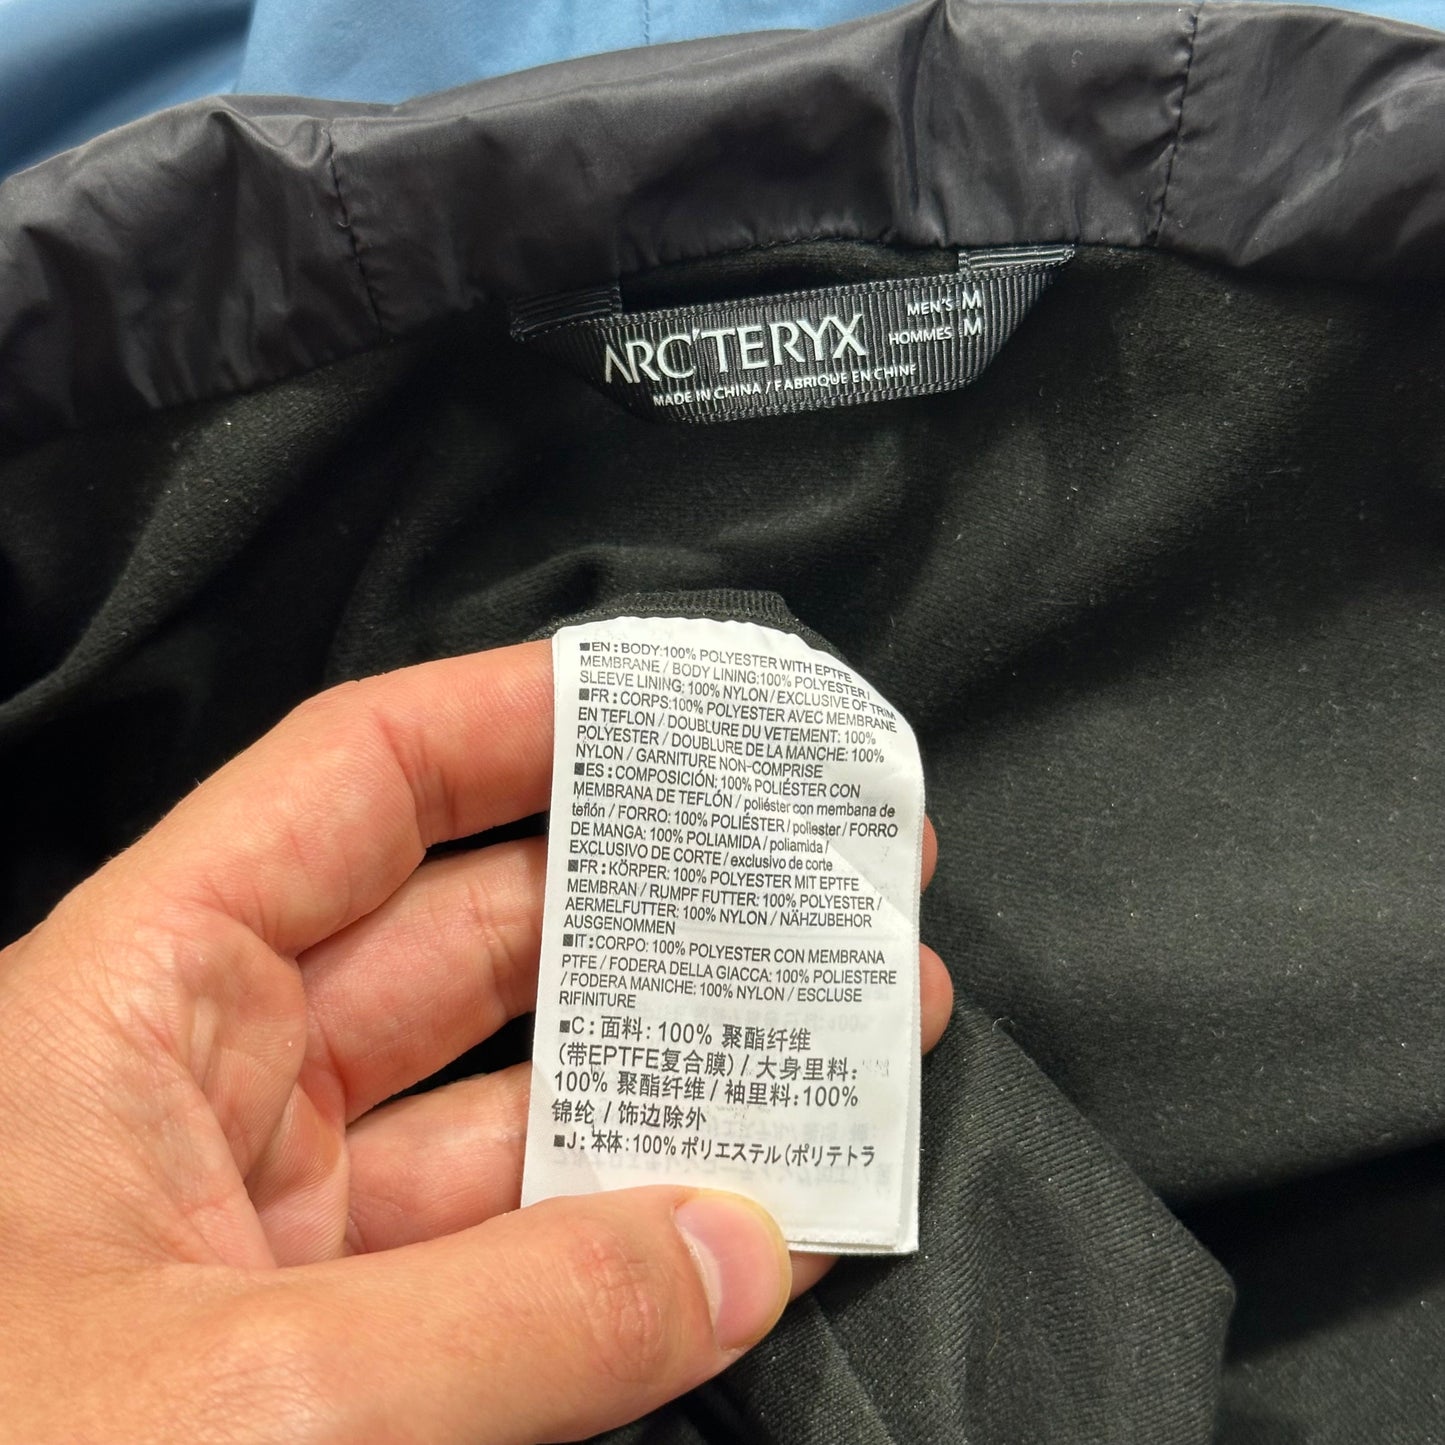 ARC'TERYX
MEN'S M
HOMMES M
MADE IN CHINA / FABRIQUE EN CHINE
■EN : BODY:100% POLYESTER WITH EPTFE
MEMBRANE / BODY LINING:100% POLYESTER /
SLEEVE LINING: 100% NYLON / EXCLUSIVE OF TRIM
■FR : CORPS:100% POLYESTER AVEC MEMBRANE
EN TEFLON / DOUBLURE DU VETEMENT: 100%
POLYESTER / DOUBLURE DE LA MANCHE: 100%
NYLON / GARNITURE NON-COMPRISE
■ES : COMPOSICIÓN: 100% POLIÉSTER CON
MEMBRANA DE TEFLÓN / poliéster con membana de
teflón / FORRO: 100% POLIÉSTER / poliester / FORRO
DE MANGA: 100% POLIAMIDA / poliamida /
EXCLUSIVO DE CORTE / exclusivo de corte
■FR : KÖRPER: 100% POLYESTER MIT EPTFE
MEMBRAN / RUMPF FUTTER: 100% POLYESTER /
AERMELFUTTER: 100% NYLON / NÄHZUBEHOR
AUSGENOMMEN
■IT : CORPO: 100% POLYESTER CON MEMBRANA
PTFE / FODERA DELLA GIACCA: 100% POLIESTERE
/ FODERA MANICHE: 100% NYLON / ESCLUSE
RIFINITURE
■C : 面料: 100% 聚酯纤维
(带EPTFE复合膜) / 大身里料:
100% 聚酯纤维 / 袖里料:100%
锦纶 / 饰边除外
■J : 本体: 100% ポリエステル(ポリテトラ